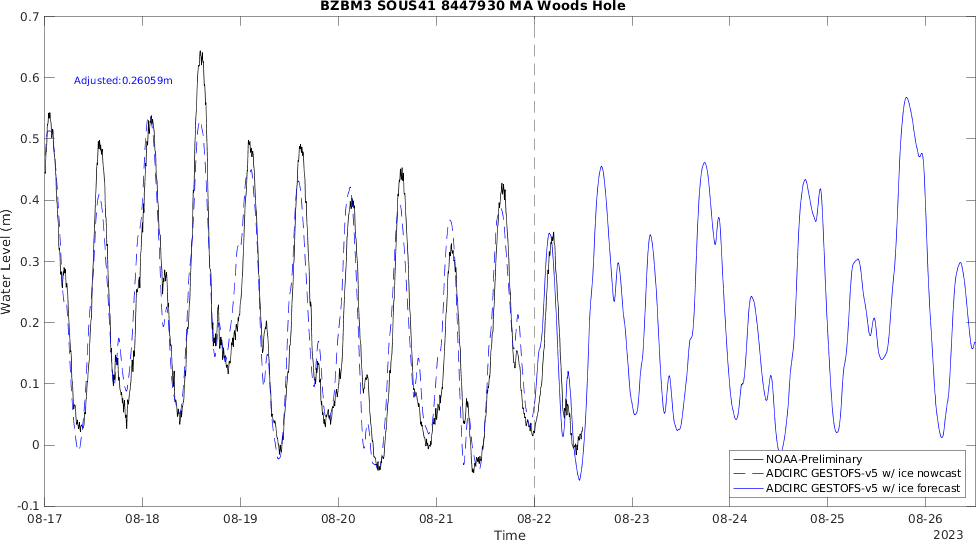 BZBM3 SOUS41 8447930 MA Woods Hole
0.7
0.6
0.5
0.4
0.3
0.2
0.1
0
-0.1
Water Level (m)
Adjusted:0.26059m
NOAA-Preliminary
ADCIRC GESTOFS-v5 w/ ice nowcast
ADCIRC GESTOFS-v5 w/ ice forecast
08-17 08-18 08-19 08-20 08-21 08-22 08-23 08-24 08-25 08-26
Time
2023